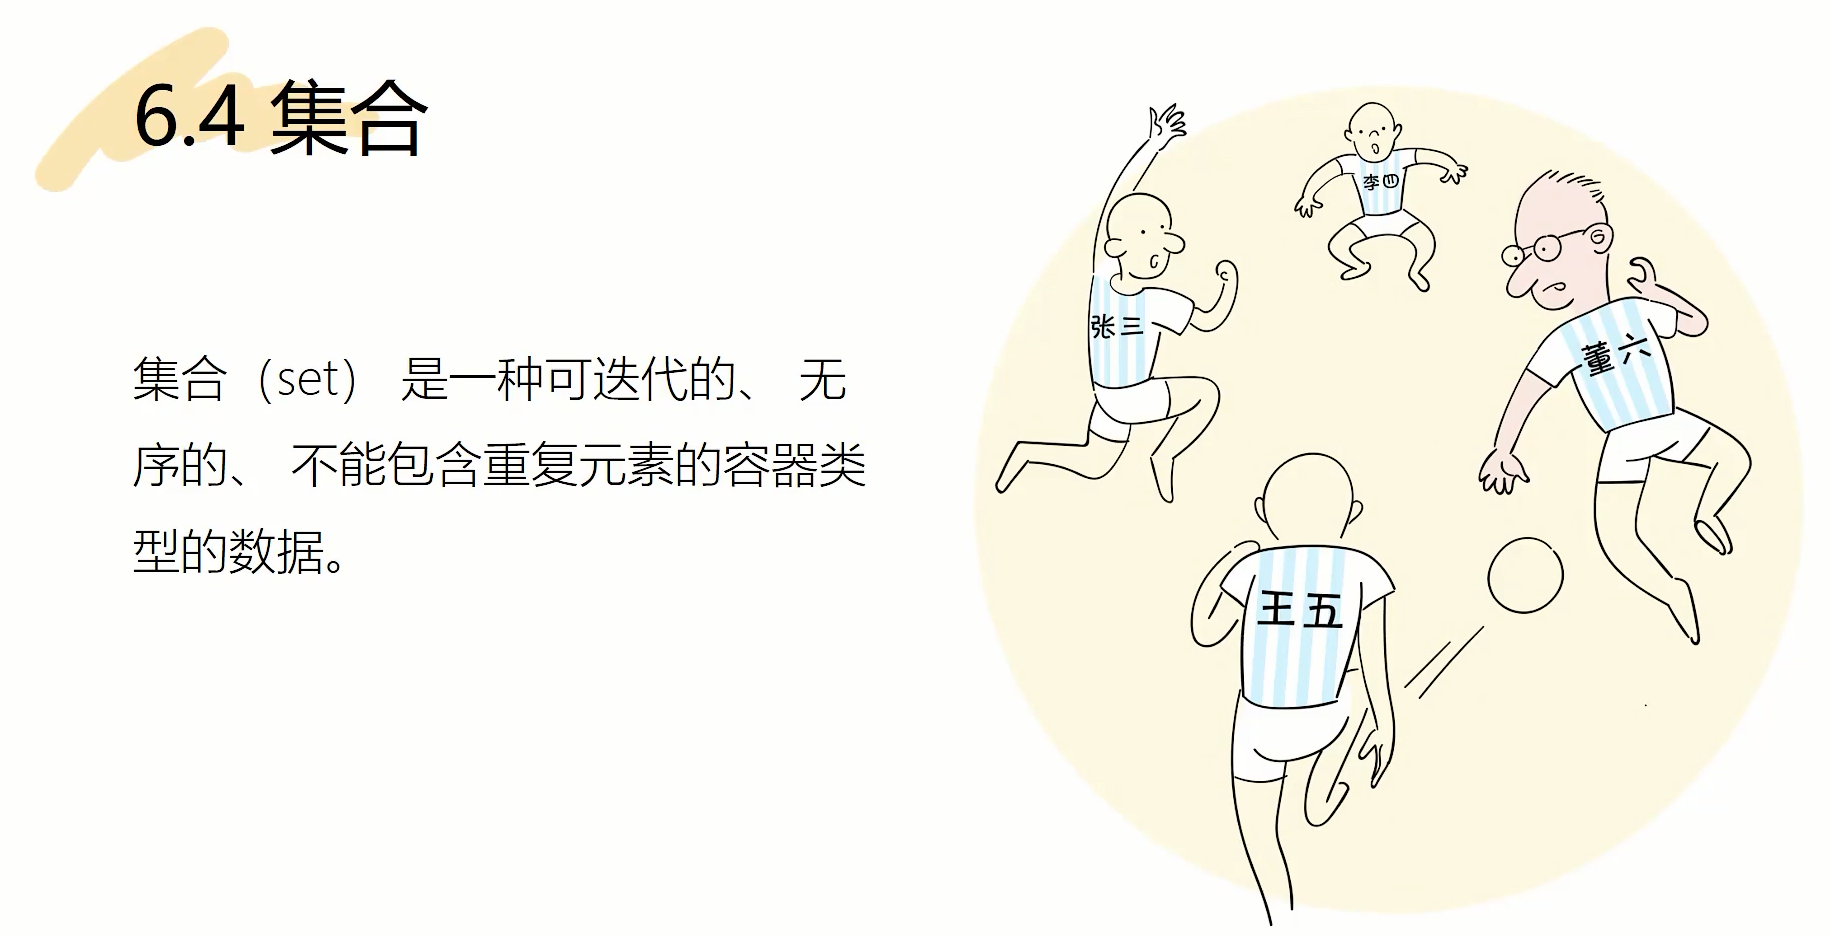 6.4 集合
集合（set） 是一种可迭代的、 无
序的、 不能包含重复元素的容器类
型的数据。
李四
张三
董六
王五